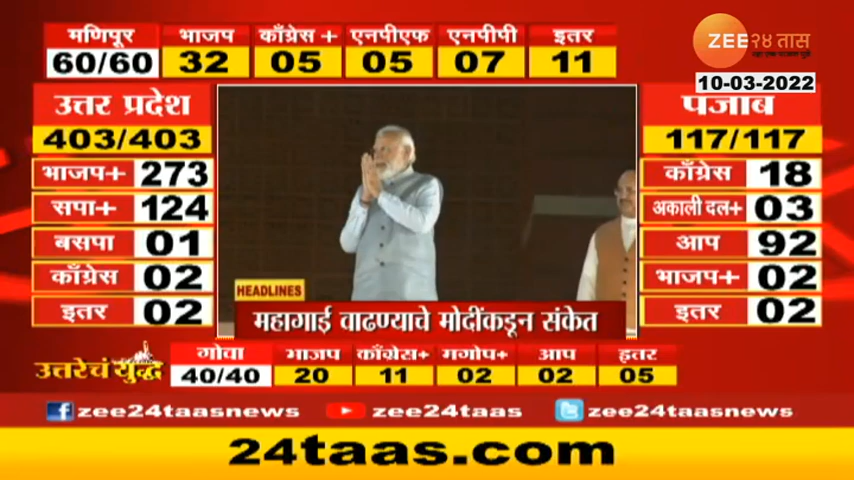 मणिपूर भाजप काँग्रेस + एनपीएफ एनपीपी इतर
60/60 32 05 05 07 11
ZEE २४ तास
10-03-2022
उत्तर प्रदेश
403/403
भाजप+ 273
सपा+ 124
बसपा 01
काँग्रेस 02
इतर 02
पंजाब
117/117
काँग्रेस 18
अकाली दल+ 03
आप 92
भाजप+ 02
इतर 02
HEADLINES
महागाई वाढण्याचे मोदींकडून संकेत
उत्तरेचं युद्ध
गोवा भाजप काँग्रेस+ मगोप+ आप इतर
40/40 20 11 02 02 05
zee24taasnews zee24taas zee24taasnews
24taas.com